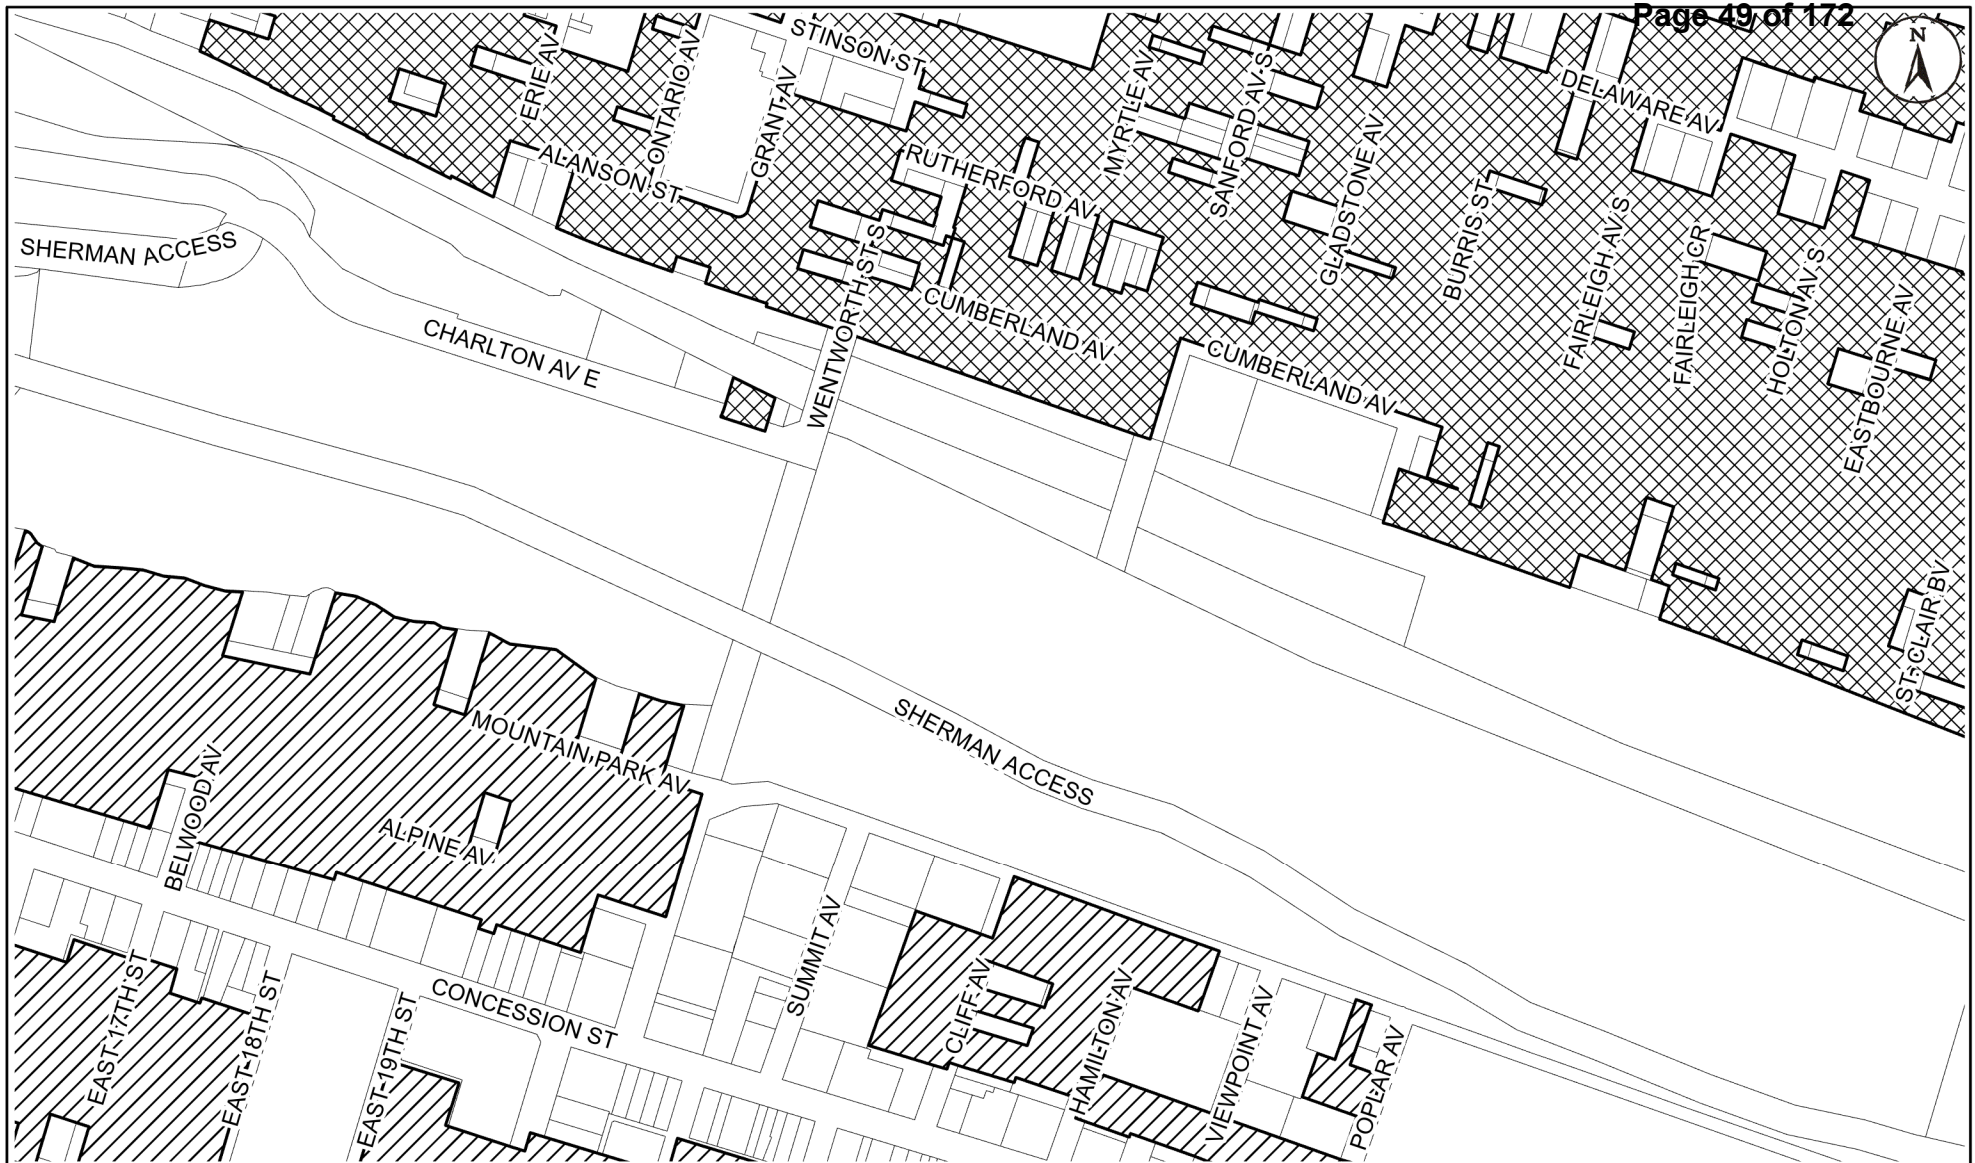 Page 49 of 172
N
STINSON ST
ERIE AV
ONTARIO AV
GRANT AV
MYRTLE AV
SANFORD AV S
DELAWARE AV
ALANSON ST
RUTHERFORD AV
GLADSTONE AV
BURRIS ST
FAIRLEIGH AV S
FAIRLEIGH CR
HOLTON AV S
EASTBOURNE AV
SHERMAN ACCESS
WENTWORTH ST S
CUMBERLAND AV
CHARLTON AV E
CUMBERLAND AV
ST. CLAIR BV
MOUNTAIN PARK AV
SHERMAN ACCESS
BELWOOD AV
ALPINE AV
SUMMIT AV
EAST 17TH ST
EAST 18TH ST
EAST 19TH ST
CONCESSION ST
CLIFF AV
HAMILTON AV
VIEWPOINT AV
POPLAR AV